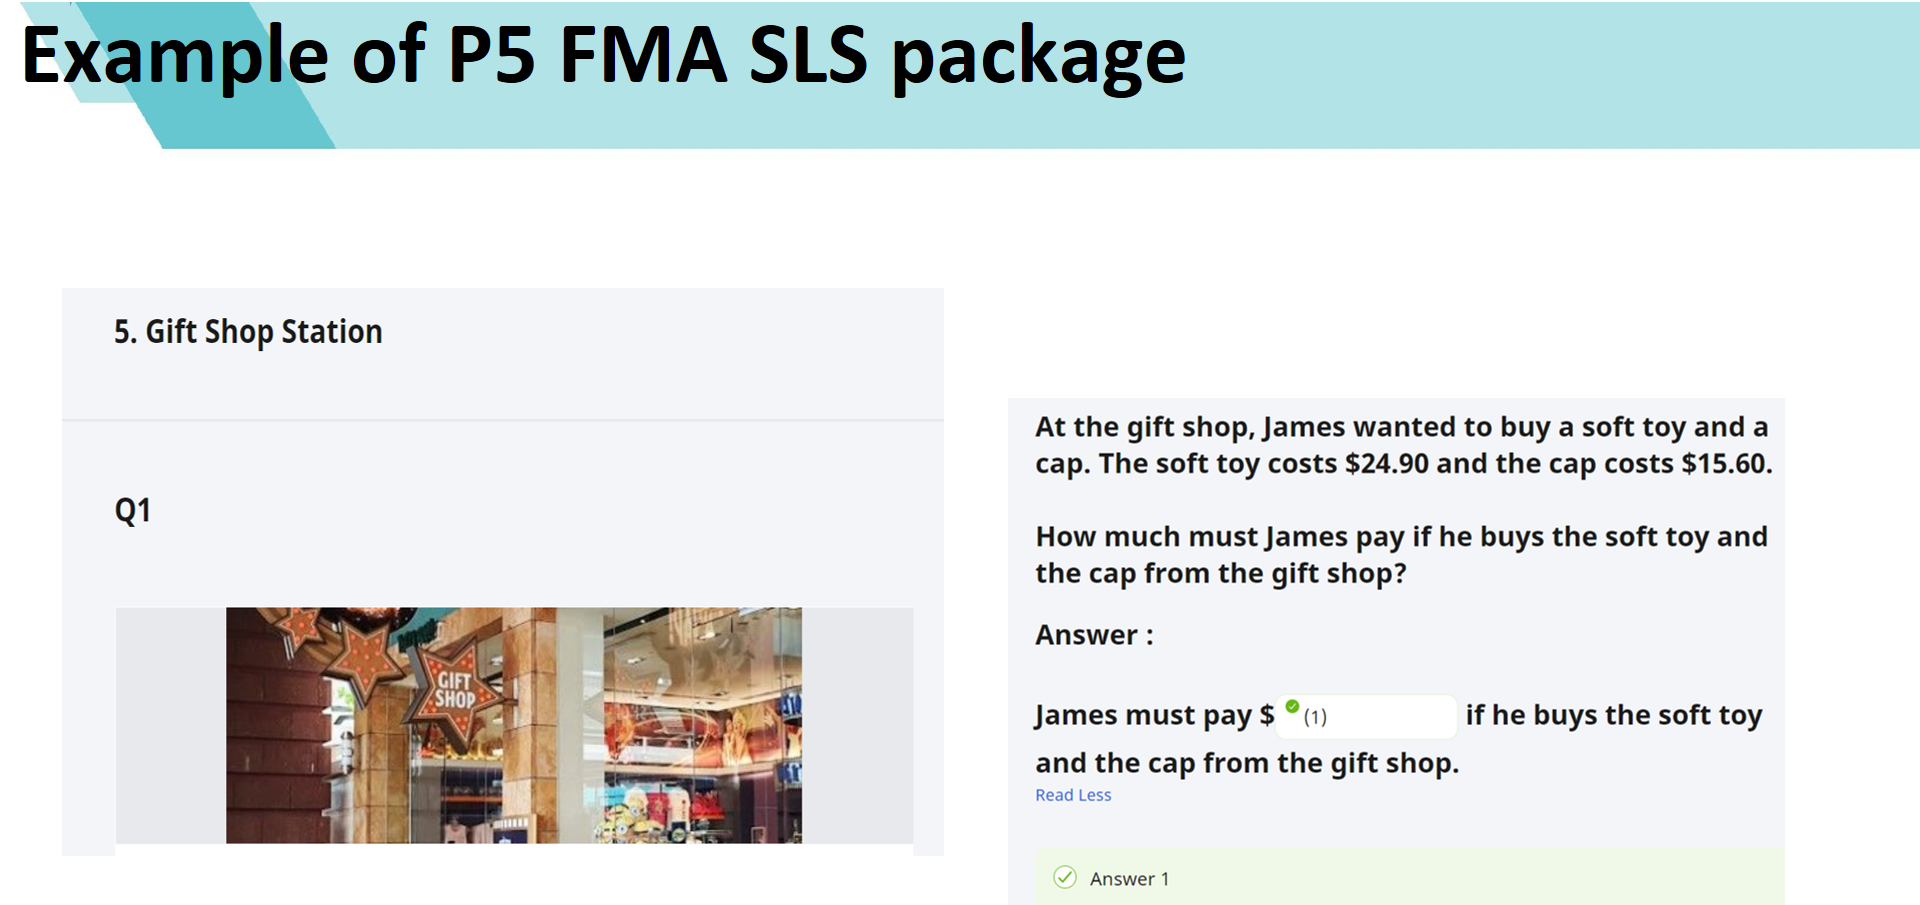 Example of P5 FMA SLS package
5. Gift Shop Station
Q1
GIFT
SHOP
At the gift shop, James wanted to buy a soft toy and a
cap. The soft toy costs $24.90 and the cap costs $15.60.
How much must James pay if he buys the soft toy and
the cap from the gift shop?
Answer :
James must pay $ (1) if he buys the soft toy
and the cap from the gift shop.
Read Less
Answer 1